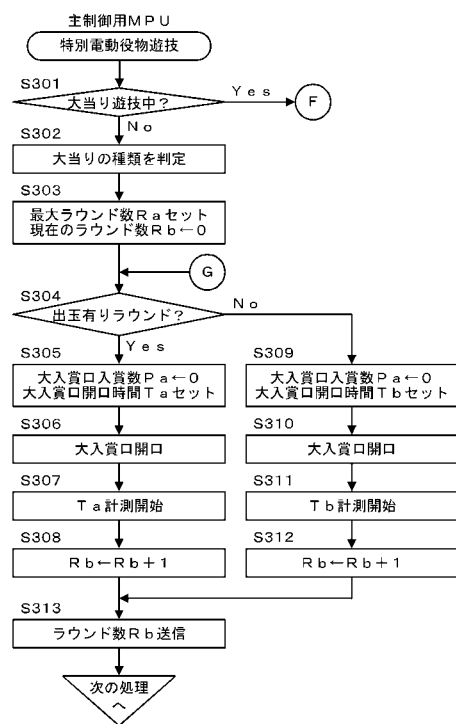 主制御用MPU
特別電動役物遊技
S301
大当り遊技中?
Yes
F
No
S302
大当りの種類を判定
S303
最大ラウンド数Raセット
現在のラウンド数Rb←0
G
S304
出玉有りラウンド?
No
Yes
S305
大入賞口入賞数Pa←0
大入賞口開口時間Taセット
S306
大入賞口開口
S307
Ta計測開始
S308
Rb←Rb+1
S309
大入賞口入賞数Pa←0
大入賞口開口時間Tbセット
S310
大入賞口開口
S311
Tb計測開始
S312
Rb←Rb+1
S313
ラウンド数Rb送信
次の処理
へ